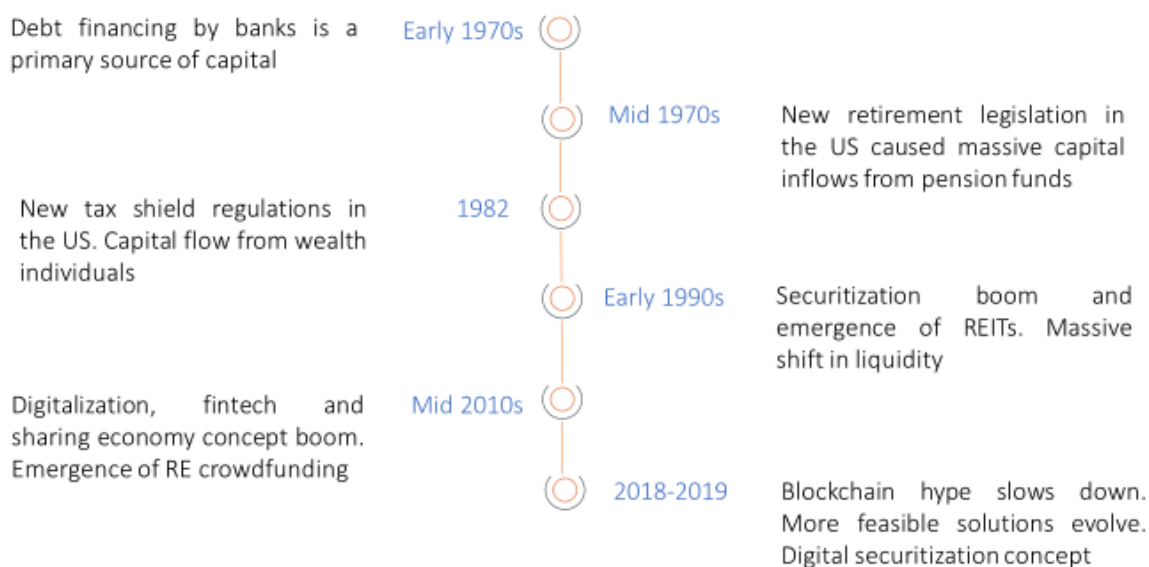 Debt financing by banks is a
primary source of capital
Early 1970s
Mid 1970s
New retirement legislation in
the US caused massive capital
inflows from pension funds
New tax shield regulations in
the US. Capital flow from wealth
individuals
1982
Early 1990s
Securitization boom and
emergence of REITs. Massive
shift in liquidity
Digitalization, fintech and
sharing economy concept boom.
Emergence of RE crowdfunding
Mid 2010s
2018-2019
Blockchain hype slows down.
More feasible solutions evolve.
Digital securitization concept